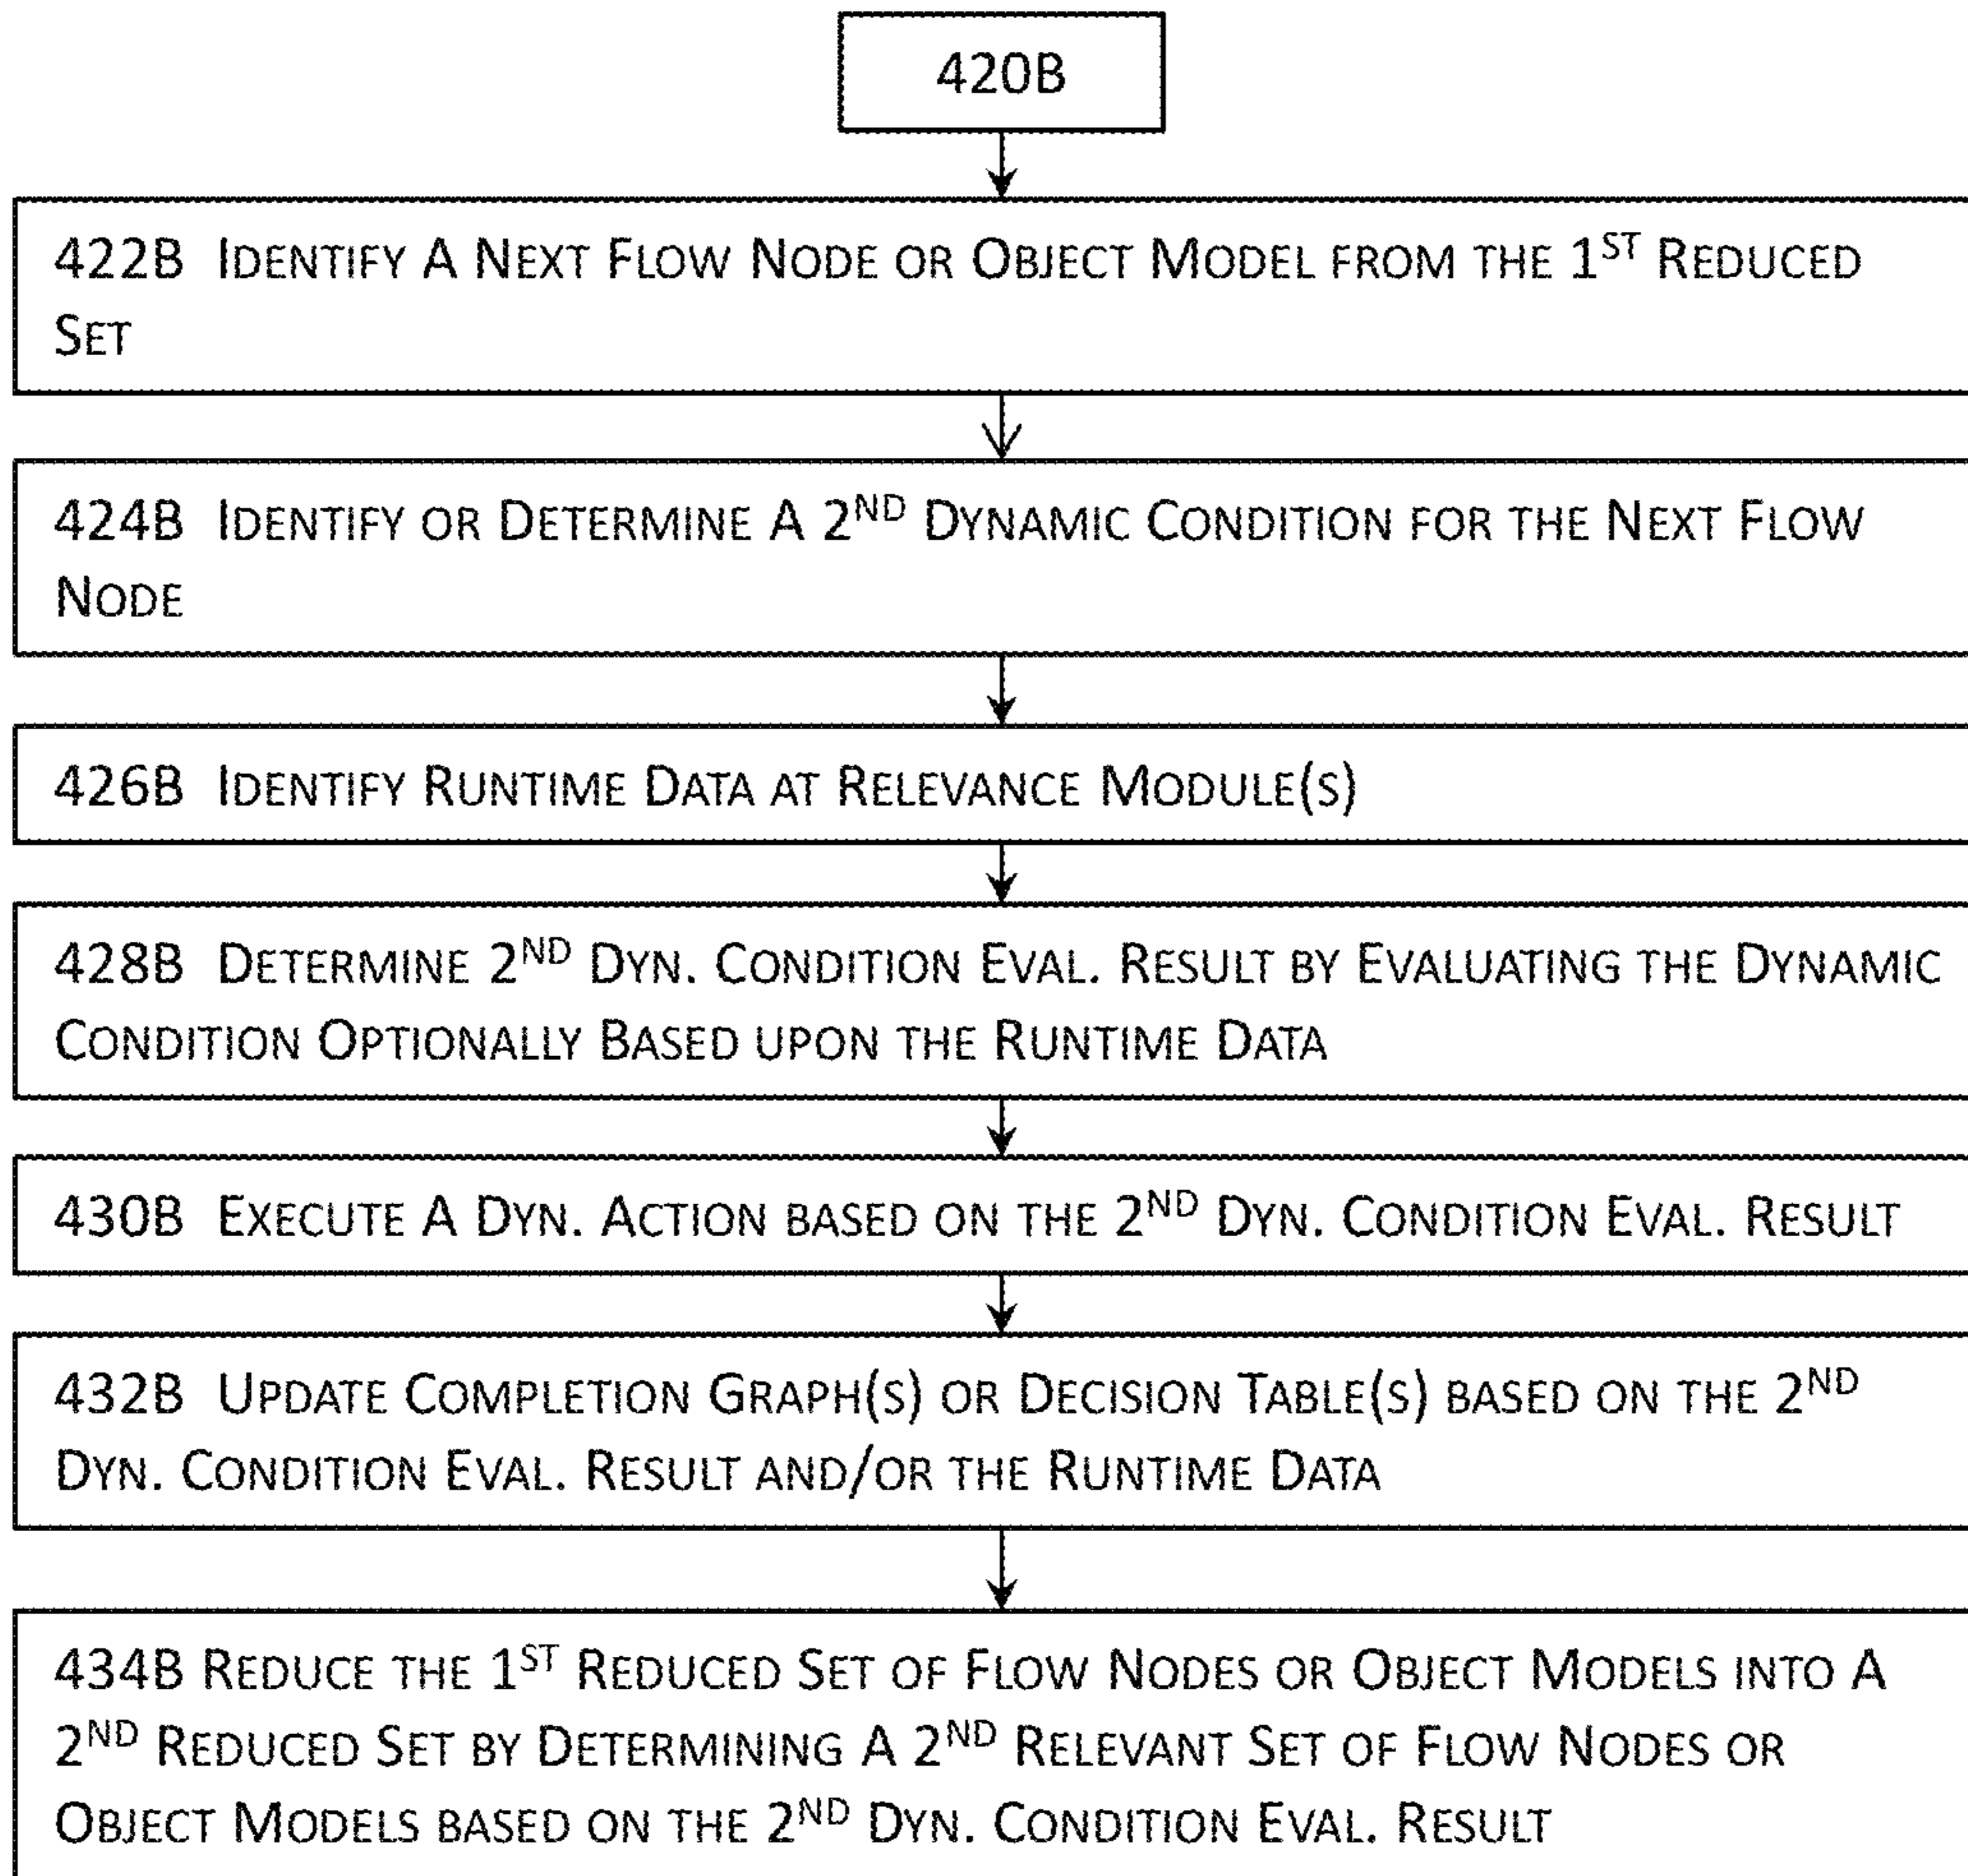 420B
422B IDENTIFY A NEXT FLOW NODE OR OBJECT MODEL FROM THE 1ST REDUCED
SET
424B IDENTIFY OR DETERMINE A 2ND DYNAMIC CONDITION FOR THE NEXT FLOW
NODE
426B IDENTIFY RUNTIME DATA AT RELEVANCE MODULE(S)
428B DETERMINE 2ND DYN. CONDITION EVAL. RESULT BY EVALUATING THE DYNAMIC
CONDITION OPTIONALLY BASED UPON THE RUNTIME DATA
430B EXECUTE A DYN. ACTION BASED ON THE 2ND DYN. CONDITION EVAL. RESULT
432B UPDATE COMPLETION GRAPH(S) OR DECISION TABLE(S) BASED ON THE 2ND
DYN. CONDITION EVAL. RESULT AND/OR THE RUNTIME DATA
434B REDUCE THE 1ST REDUCED SET OF FLOW NODES OR OBJECT MODELS INTO A
2ND REDUCED SET BY DETERMINING A 2ND RELEVANT SET OF FLOW NODES OR
OBJECT MODELS BASED ON THE 2ND DYN. CONDITION EVAL. RESULT